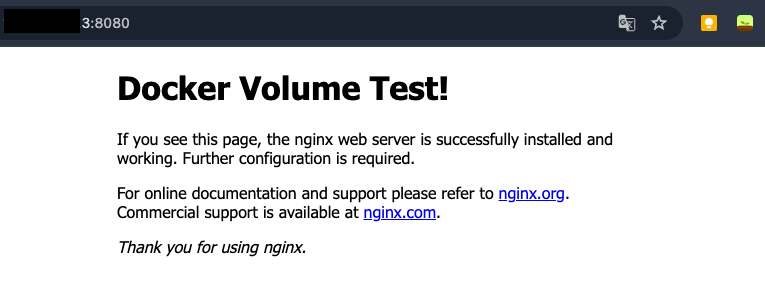 3:8080
Docker Volume Test!
If you see this page, the nginx web server is successfully installed and
working. Further configuration is required.
For online documentation and support please refer to nginx.org.
Commercial support is available at nginx.com.
Thank you for using nginx.